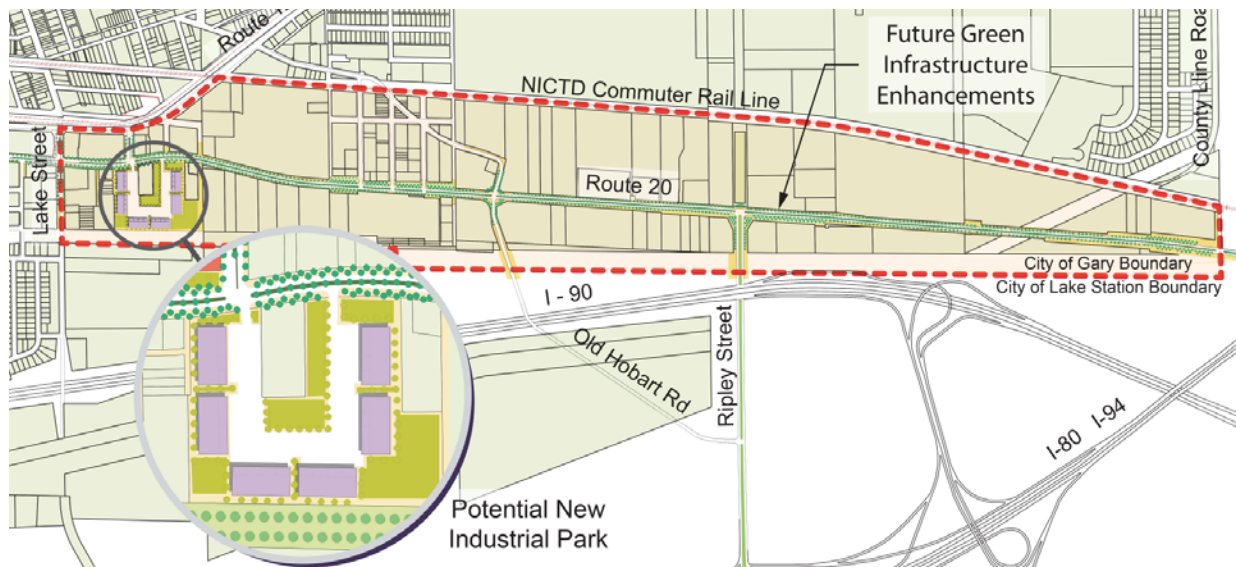 Route
Future Green
Infrastructure
Enhancements
County Line Road
NICTD Commuter Rail Line
Lake Street
Route 20
City of Gary Boundary
City of Lake Station Boundary
I - 90
Old Hobart Rd
Ripley Street
I-80 I-94
Potential New
Industrial Park